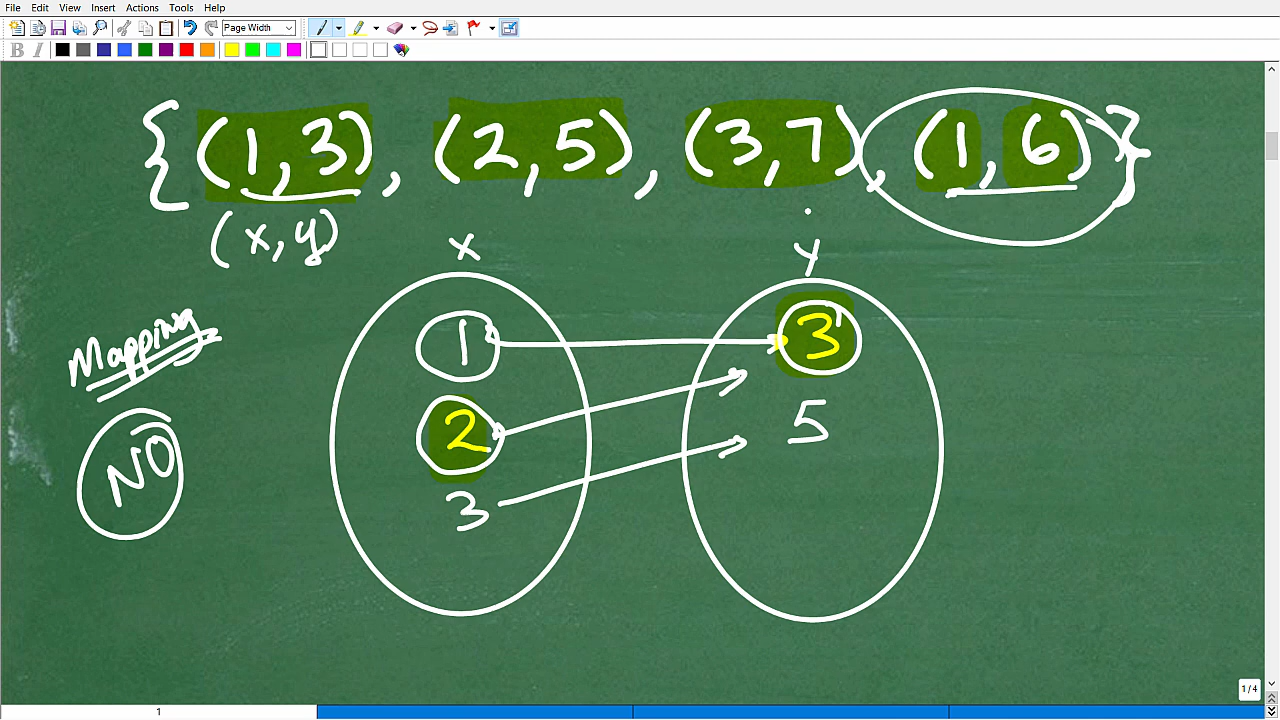 File Edit View Insert Actions Tools Help
Page Width
B I
{(1,3), (2,5), (3,7), (1,6)}
(x,y) x y
1 3
Mapping
2 5
NO
3
1/4
1